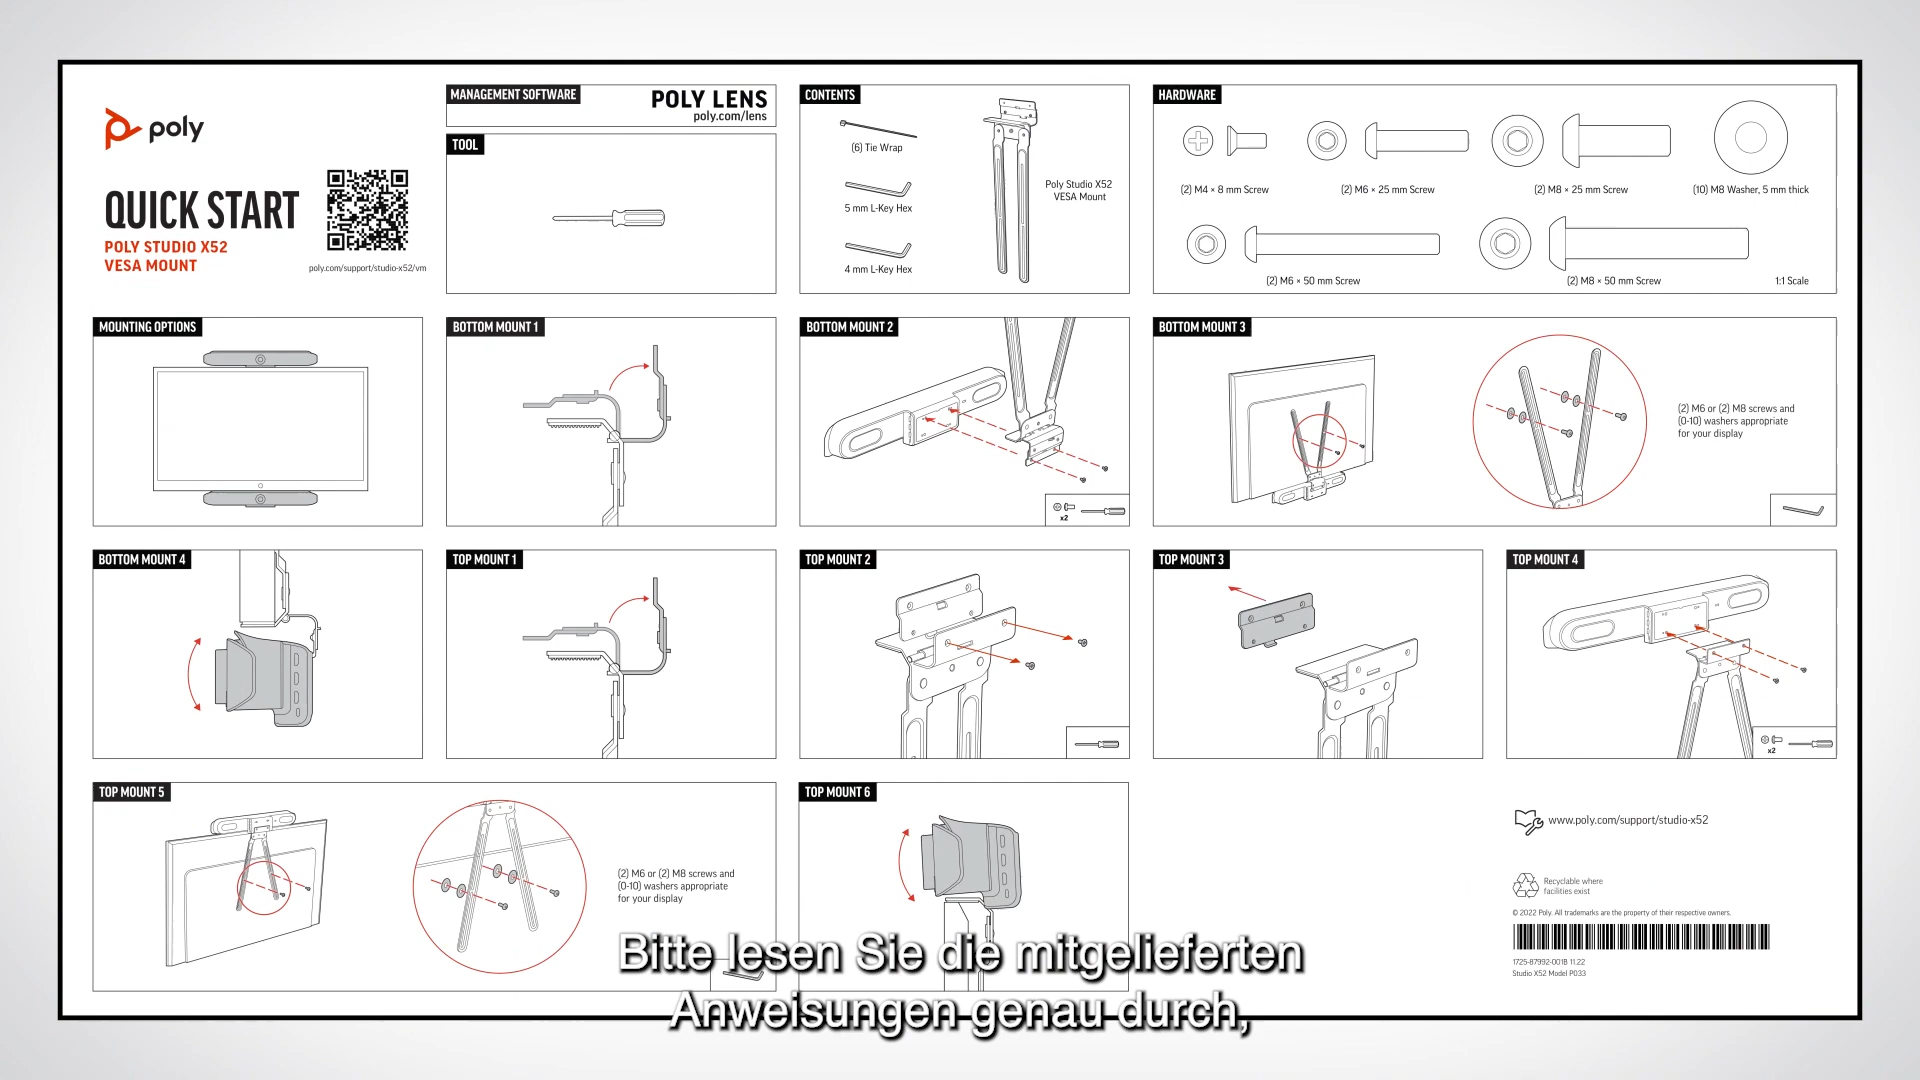 poly
QUICK START
POLY STUDIO X52
VESA MOUNT
poly.com/support/studio-x52/vm
MANAGEMENT SOFTWARE
POLY LENS
poly.com/lens
TOOL
CONTENTS
(6) Tie Wrap
5 mm L-Key Hex
4 mm L-Key Hex
Poly Studio X52
VESA Mount
HARDWARE
(2) M4 × 8 mm Screw
(2) M6 × 25 mm Screw
(2) M8 × 25 mm Screw
(10) M8 Washer, 5 mm thick
(2) M6 × 50 mm Screw
(2) M8 × 50 mm Screw
1:1 Scale
MOUNTING OPTIONS
BOTTOM MOUNT 1
BOTTOM MOUNT 2
x2
BOTTOM MOUNT 3
(2) M6 or (2) M8 screws and
(0-10) washers appropriate
for your display
BOTTOM MOUNT 4
TOP MOUNT 1
TOP MOUNT 2
TOP MOUNT 3
TOP MOUNT 4
x2
TOP MOUNT 5
(2) M6 or (2) M8 screws and
(0-10) washers appropriate
for your display
TOP MOUNT 6
www.poly.com/support/studio-x52
Recyclable where
facilities exist
© 2022 Poly. All trademarks are the property of their respective owners.
1725-87992-001B 11.22
Studio X52 Model P033
Bitte lesen Sie die mitgelieferten
Anweisungen genau durch,